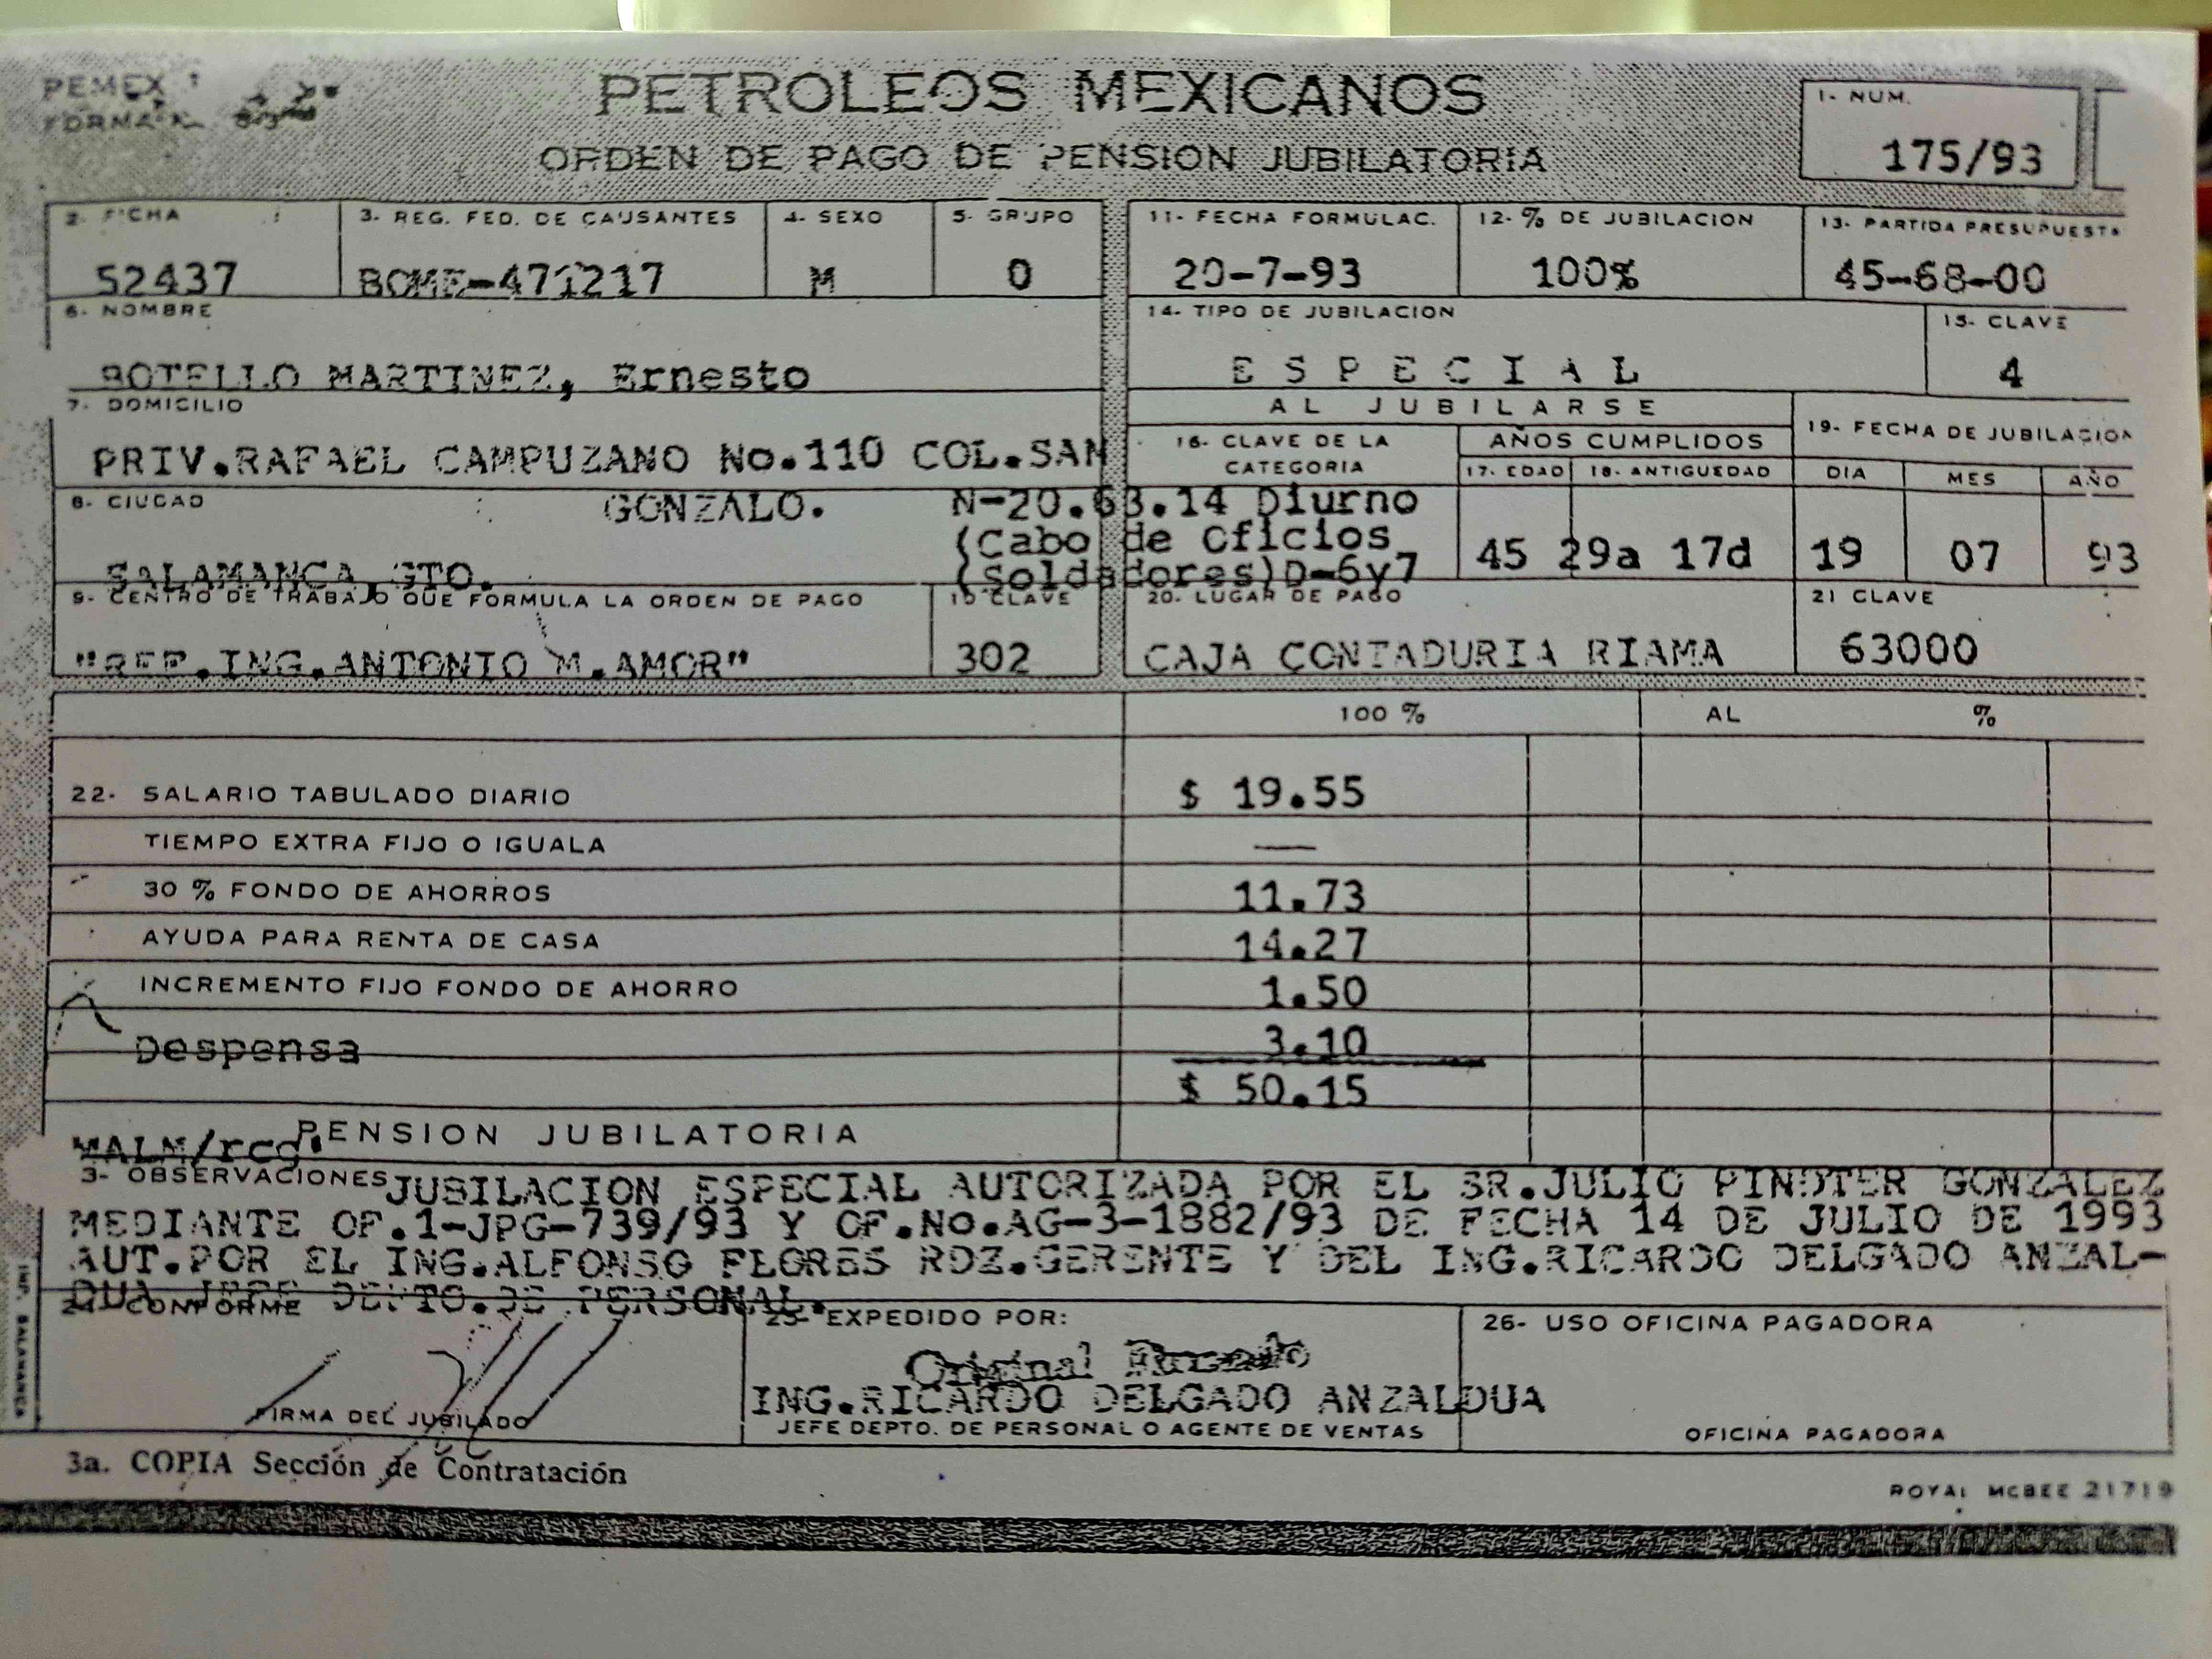 PEMEX 1
FORMA
PETROLEOS MEXICANOS
ORDEN DE PAGO DE PENSION JUBILATORIA
1- NUM.
175/93
2- FICHA
3. REG. FED. DE CAUSANTES
4- SEXO
5- GRUPO
11- FECHA FORMULAC.
12- % DE JUBILACION
13- PARTIDA PRESUPUESTA
52437
BOME-471217
M
0
20-7-93
100%
45-68-00
6- NOMBRE
14- TIPO DE JUBILACION
15- CLAVE
BOTELLO MARTINEZ, Ernesto
E S P E C I A L
4
7- DOMICILIO
AL JUBILARSE
PRIV.RAFAEL CAMPUZANO No.110 COL.SAN
16- CLAVE DE LA CATEGORIA
AÑOS CUMPLIDOS
19- FECHA DE JUBILACION
17- EDAD
18- ANTIGUEDAD
DIA
MES
AÑO
8- CIUDAD
GONZALO.
N-20.63.14 Diurno
(Cabo de Oficios
(soldadores)D-6y7
45 29a 17d
19
07
93
SALAMANCA,GTO.
9- CENTRO DE TRABAJO QUE FORMULA LA ORDEN DE PAGO
10 CLAVE
20- LUGAR DE PAGO
21 CLAVE
"REF.ING.ANTONIO M.AMOR"
302
CAJA CONTADURIA RIAMA
63000
100 %
AL %
22- SALARIO TABULADO DIARIO
$ 19.55
TIEMPO EXTRA FIJO O IGUALA
—
30 % FONDO DE AHORROS
11.73
AYUDA PARA RENTA DE CASA
14.27
INCREMENTO FIJO FONDO DE AHORRO
1.50
Despensa
3.10
$ 50.15
MALM/rcg.
PENSION JUBILATORIA
3- OBSERVACIONES
JUBILACION ESPECIAL AUTORIZADA POR EL SR.JULIO PINDTER GONZALEZ
MEDIANTE OF.1-JPG-739/93 Y OF.NO.AG-3-1882/93 DE FECHA 14 DE JULIO DE 1993
AUT.POR EL ING.ALFONSO FLORES RDZ.GERENTE Y DEL ING.RICARDO DELGADO ANZAL-
DUA JEFE DEPTO.DE PERSONAL.
24- CONFORME
25- EXPEDIDO POR:
26- USO OFICINA PAGADORA
Original
ING.RICARDO DELGADO ANZALDUA
FIRMA DEL JUBILADO
JEFE DEPTO. DE PERSONAL O AGENTE DE VENTAS
OFICINA PAGADORA
IMP. SALAMANCA
3a. COPIA Sección de Contratación
ROYAL MCBEE 21719